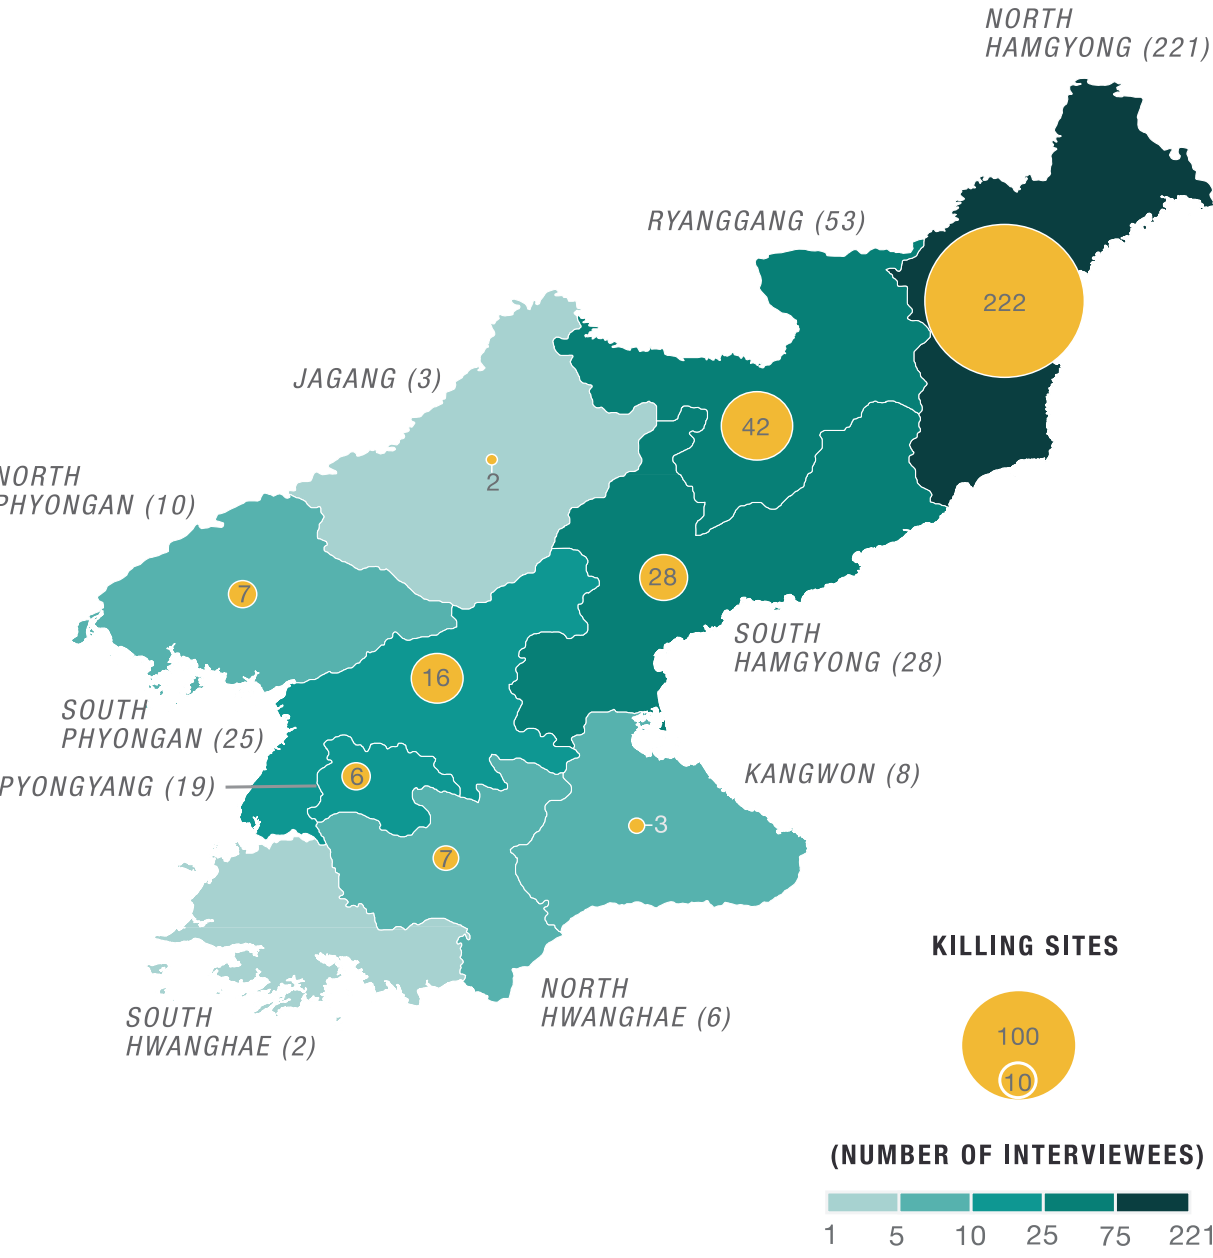 NORTH
HAMGYONG (221)
RYANGGANG (53)
222
JAGANG (3)
42
2
NORTH
PHYONGAN (10)
7
28
SOUTH
HAMGYONG (28)
16
SOUTH
PHYONGAN (25)
6
PYONGYANG (19)
KANGWON (8)
3
7
KILLING SITES
NORTH
HWANGHAE (6)
SOUTH
HWANGHAE (2)
100
10
(NUMBER OF INTERVIEWEES)
1 5 10 25 75 221